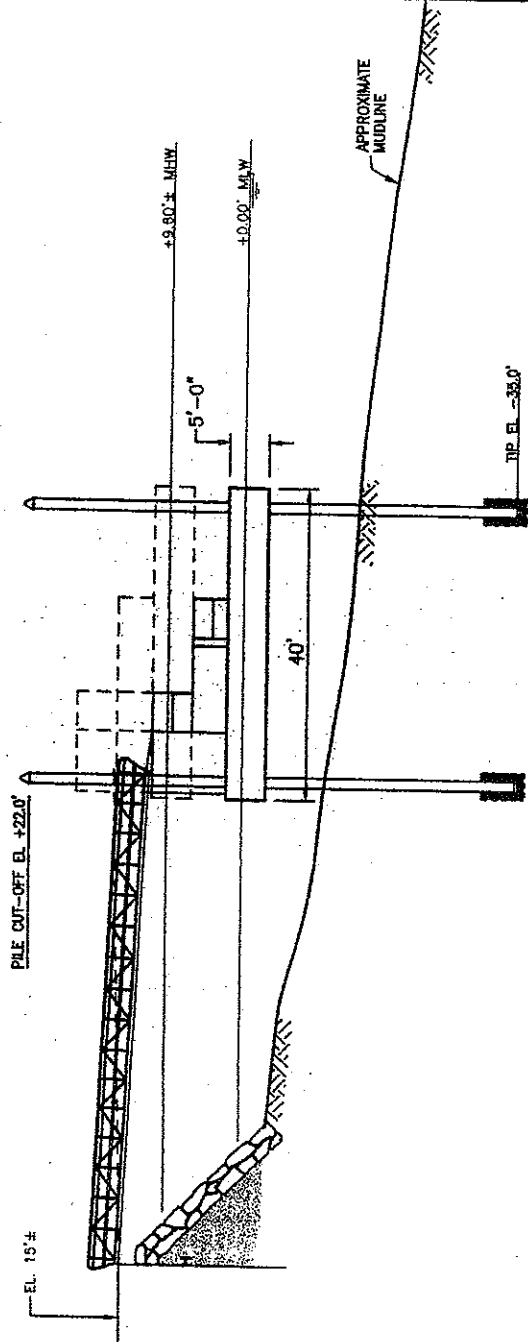 EL. 15'±
PILE CUT-OFF EL +22.0'
+9.80'± MHW
+0.00' MLW
5'-0"
40'
APPROXIMATE
MUDLINE
TIP EL -35.0'